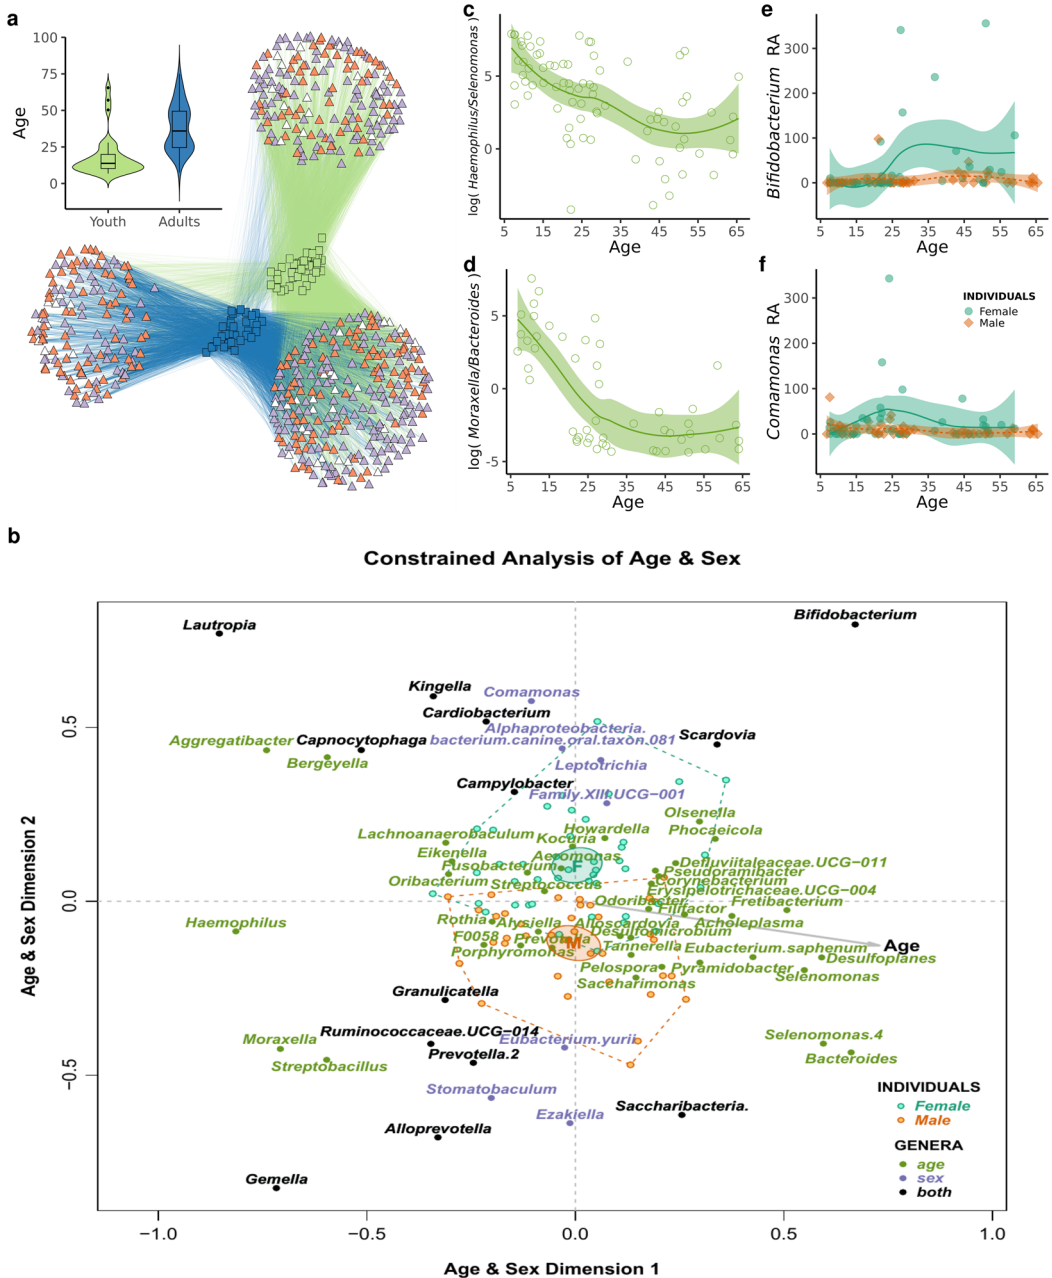 a
100
75
50
25
0
Age
Youth
Adults
c
log( Haemophilus/Selenomonas )
5
0
5
15
25
35
45
55
65
Age
d
log( Moraxella/Bacteroides )
5
0
-5
5
15
25
35
45
55
65
Age
e
Bifidobacterium RA
300
200
100
0
5
15
25
35
45
55
65
Age
f
Comamonas RA
300
200
100
0
INDIVIDUALS
Female
Male
5
15
25
35
45
55
65
Age
b
Constrained Analysis of Age & Sex
Age & Sex Dimension 2
0.5
0.0
−0.5
Lautropia
Bifidobacterium
Kingella
Comamonas
Cardiobacterium
Alphaproteobacteria.
Aggregatibacter
Capnocytophaga
bacterium.canine.oral.taxon.081
Scardovia
Bergeyella
Leptotrichia
Campylobacter
Family.XIII.UCG−001
Olsenella
Lachnoanaerobaculum
Howardella
Phocaeicola
Kocuria
Eikenella
Aeromonas
Fusobacterium
Defluviitaleaceae.UCG−011
Pseudopramibacter
Oribacterium
Streptococcus
Corynebacterium
F
Erysipelotrichaceae.UCG−004
Odoribacter
Fretibacterium
Filifactor
Haemophilus
Rothia
Alysiella
Alloscardovia
Acholeplasma
F0058
Prevotella
Desulfomicrobium
M
Age
Porphyromonas
Tannerella
Eubacterium.saphenum
Desulfoplanes
Pelospora
Pyramidobacter
Selenomonas
Saccharimonas
Granulicatella
Moraxella
Ruminococcaceae.UCG−014
Eubacterium.yurii
Selenomonas.4
Streptobacillus
Prevotella.2
Bacteroides
Stomatobaculum
Ezakiella
Saccharibacteria.
Alloprevotella
Gemella
INDIVIDUALS
Female
Male
GENERA
age
sex
both
−1.0
−0.5
0.0
0.5
1.0
Age & Sex Dimension 1